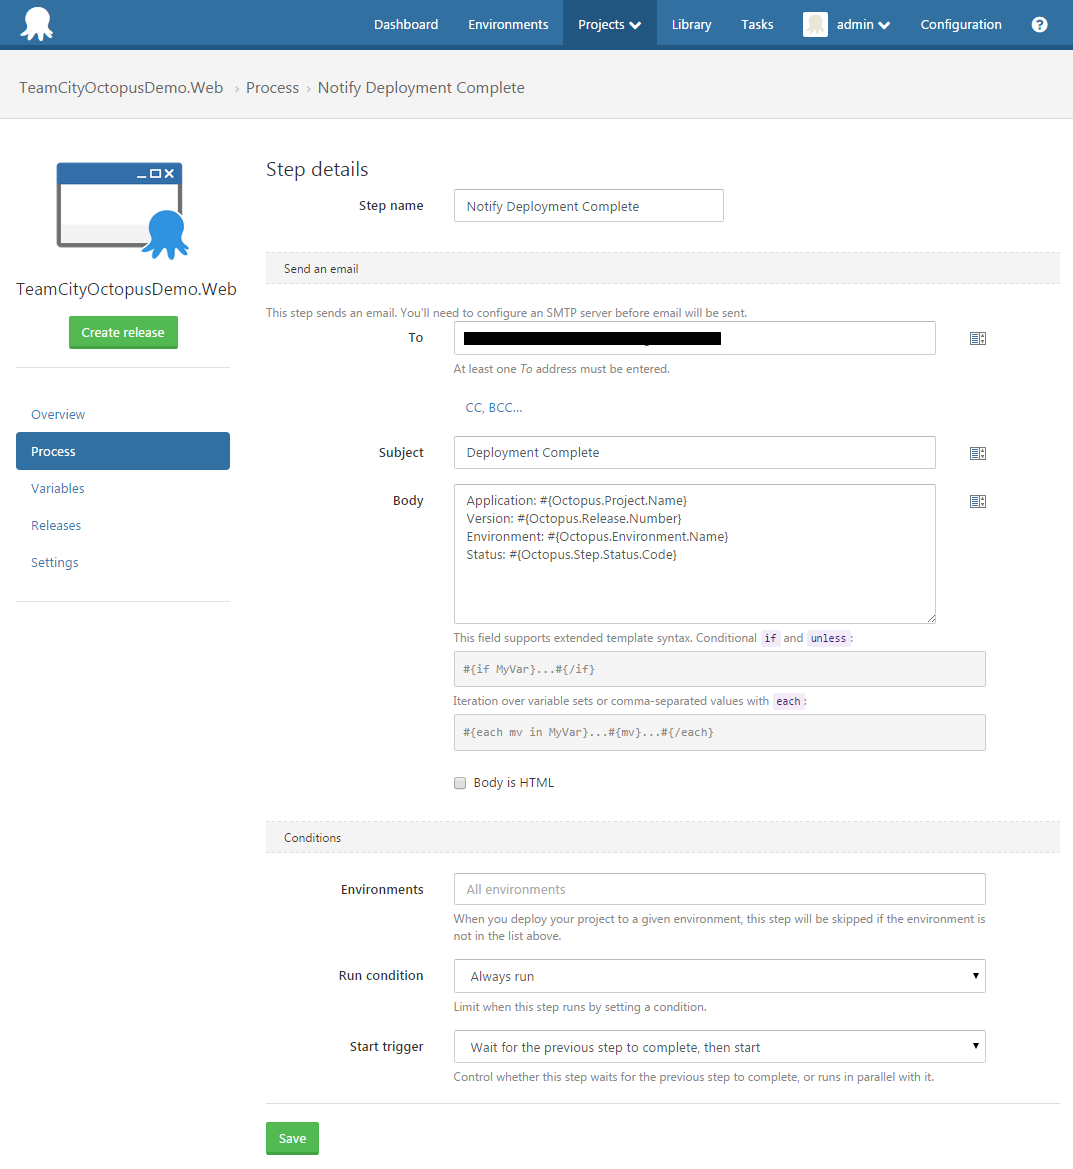 Dashboard Environments Projects Library Tasks admin Configuration ?
TeamCityOctopusDemo.Web › Process › Notify Deployment Complete
TeamCityOctopusDemo.Web
Create release
Overview
Process
Variables
Releases
Settings
Step details
Step name Notify Deployment Complete
Send an email
This step sends an email. You'll need to configure an SMTP server before email will be sent.
To
At least one To address must be entered.
CC, BCC...
Subject Deployment Complete
Body Application: #{Octopus.Project.Name}
Version: #{Octopus.Release.Number}
Environment: #{Octopus.Environment.Name}
Status: #{Octopus.Step.Status.Code}
This field supports extended template syntax. Conditional if and unless:
#{if MyVar}...#{/if}
Iteration over variable sets or comma-separated values with each:
#{each mv in MyVar}...#{mv}...#{/each}
Body is HTML
Conditions
Environments All environments
When you deploy your project to a given environment, this step will be skipped if the environment is
not in the list above.
Run condition Always run
Limit when this step runs by setting a condition.
Start trigger Wait for the previous step to complete, then start
Control whether this step waits for the previous step to complete, or runs in parallel with it.
Save